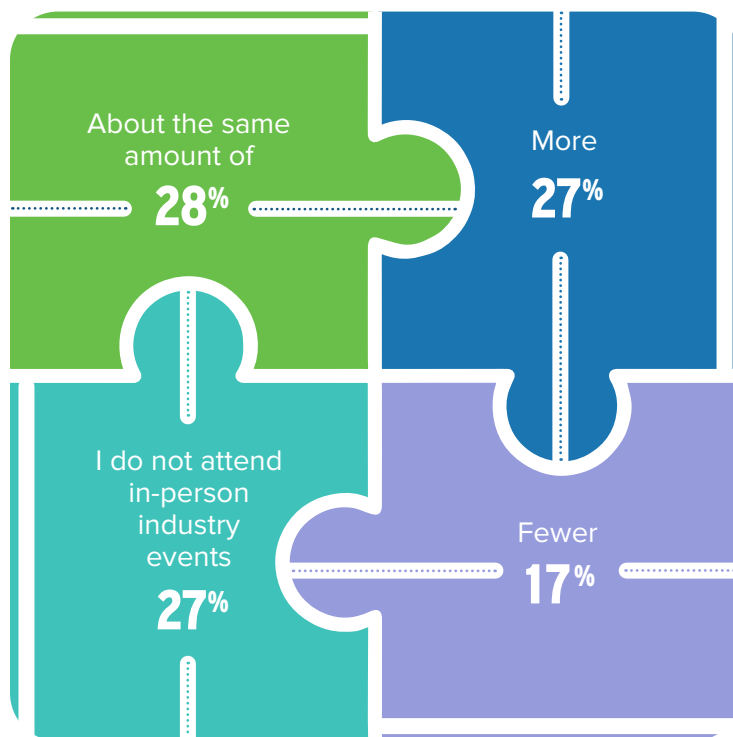 About the same
amount of
28%
More
27%
I do not attend
in-person
industry
events
27%
Fewer
17%